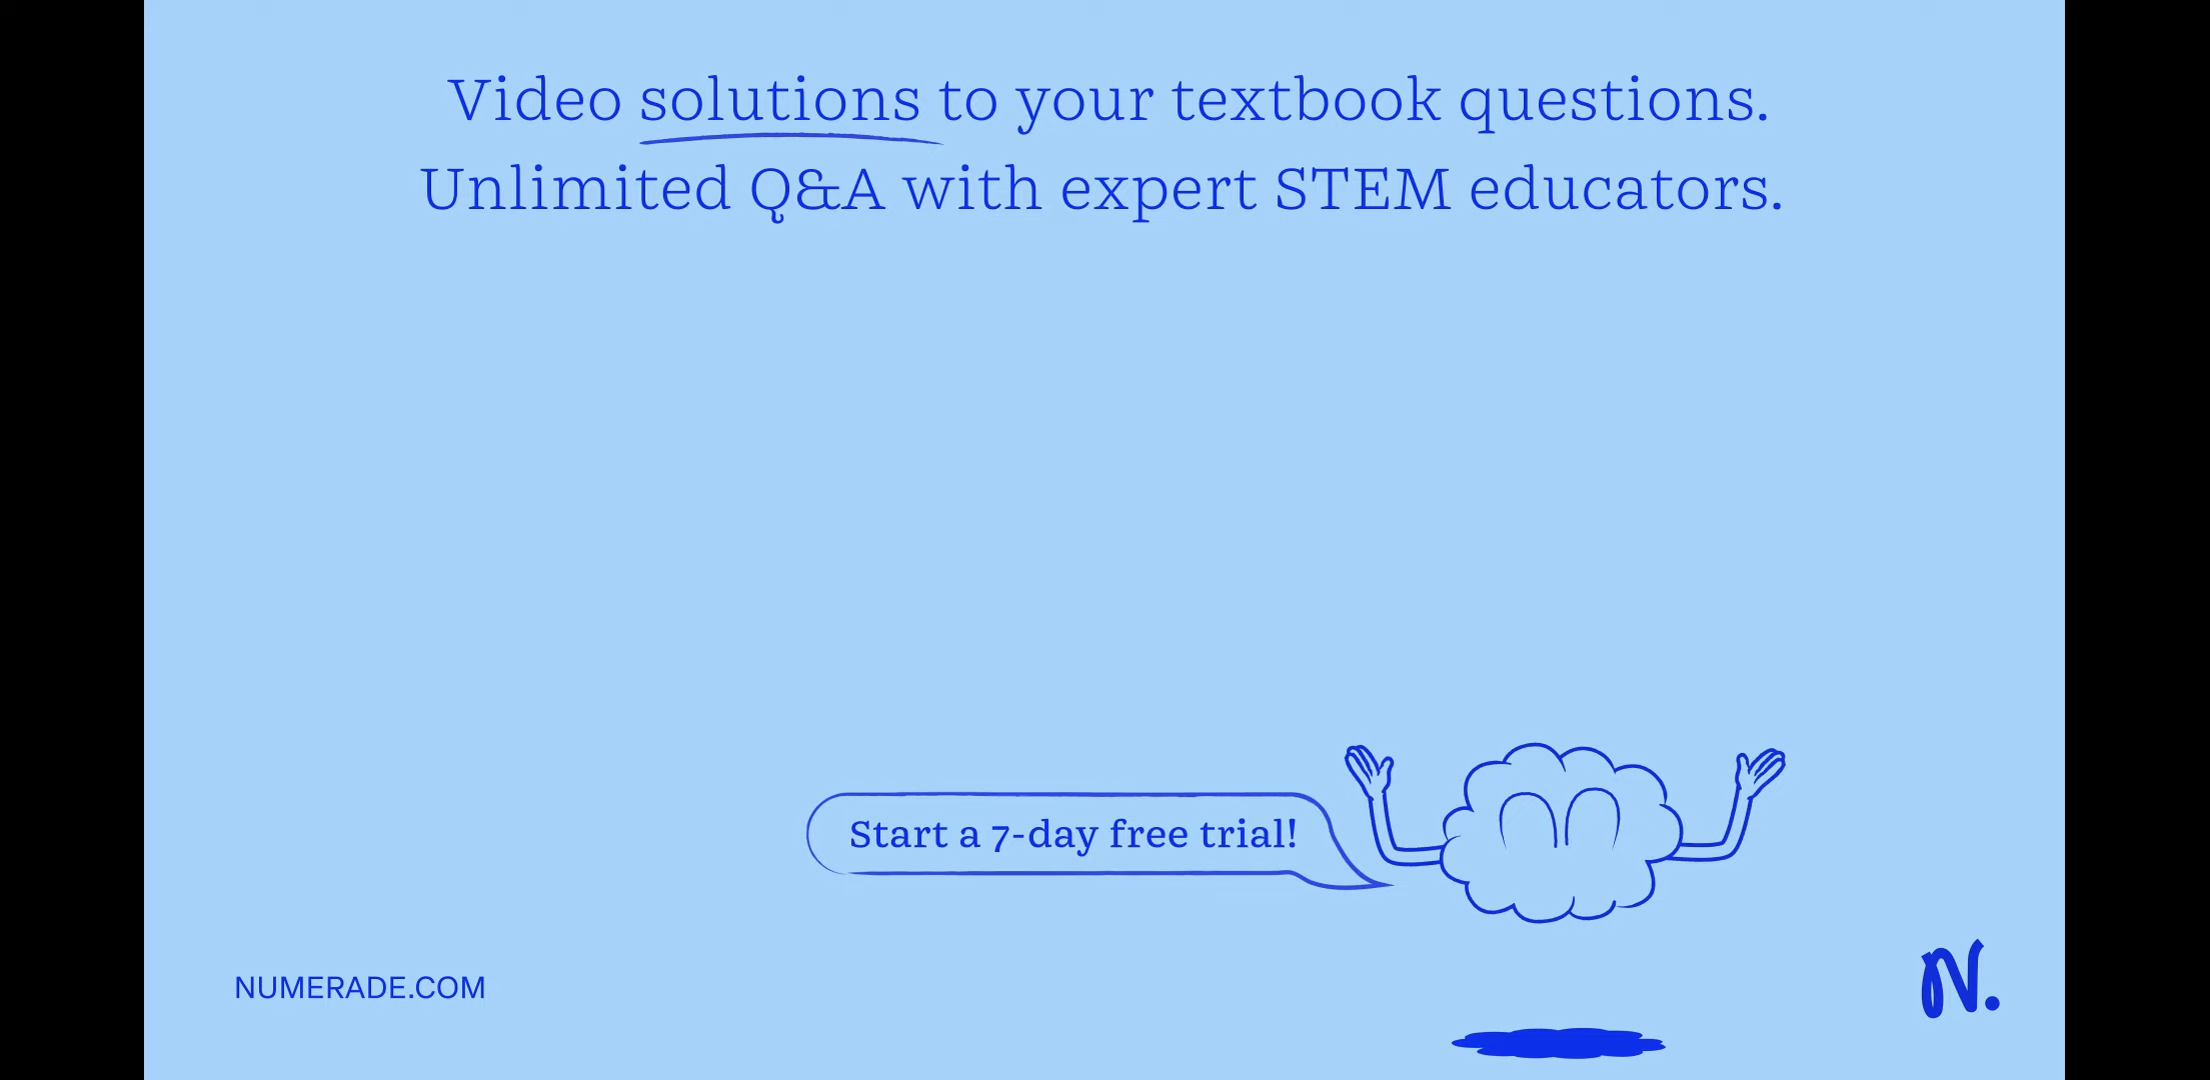 Video solutions to your textbook questions.
Unlimited Q&A with expert STEM educators.
Start a 7-day free trial!
NUMERADE.COM
N.